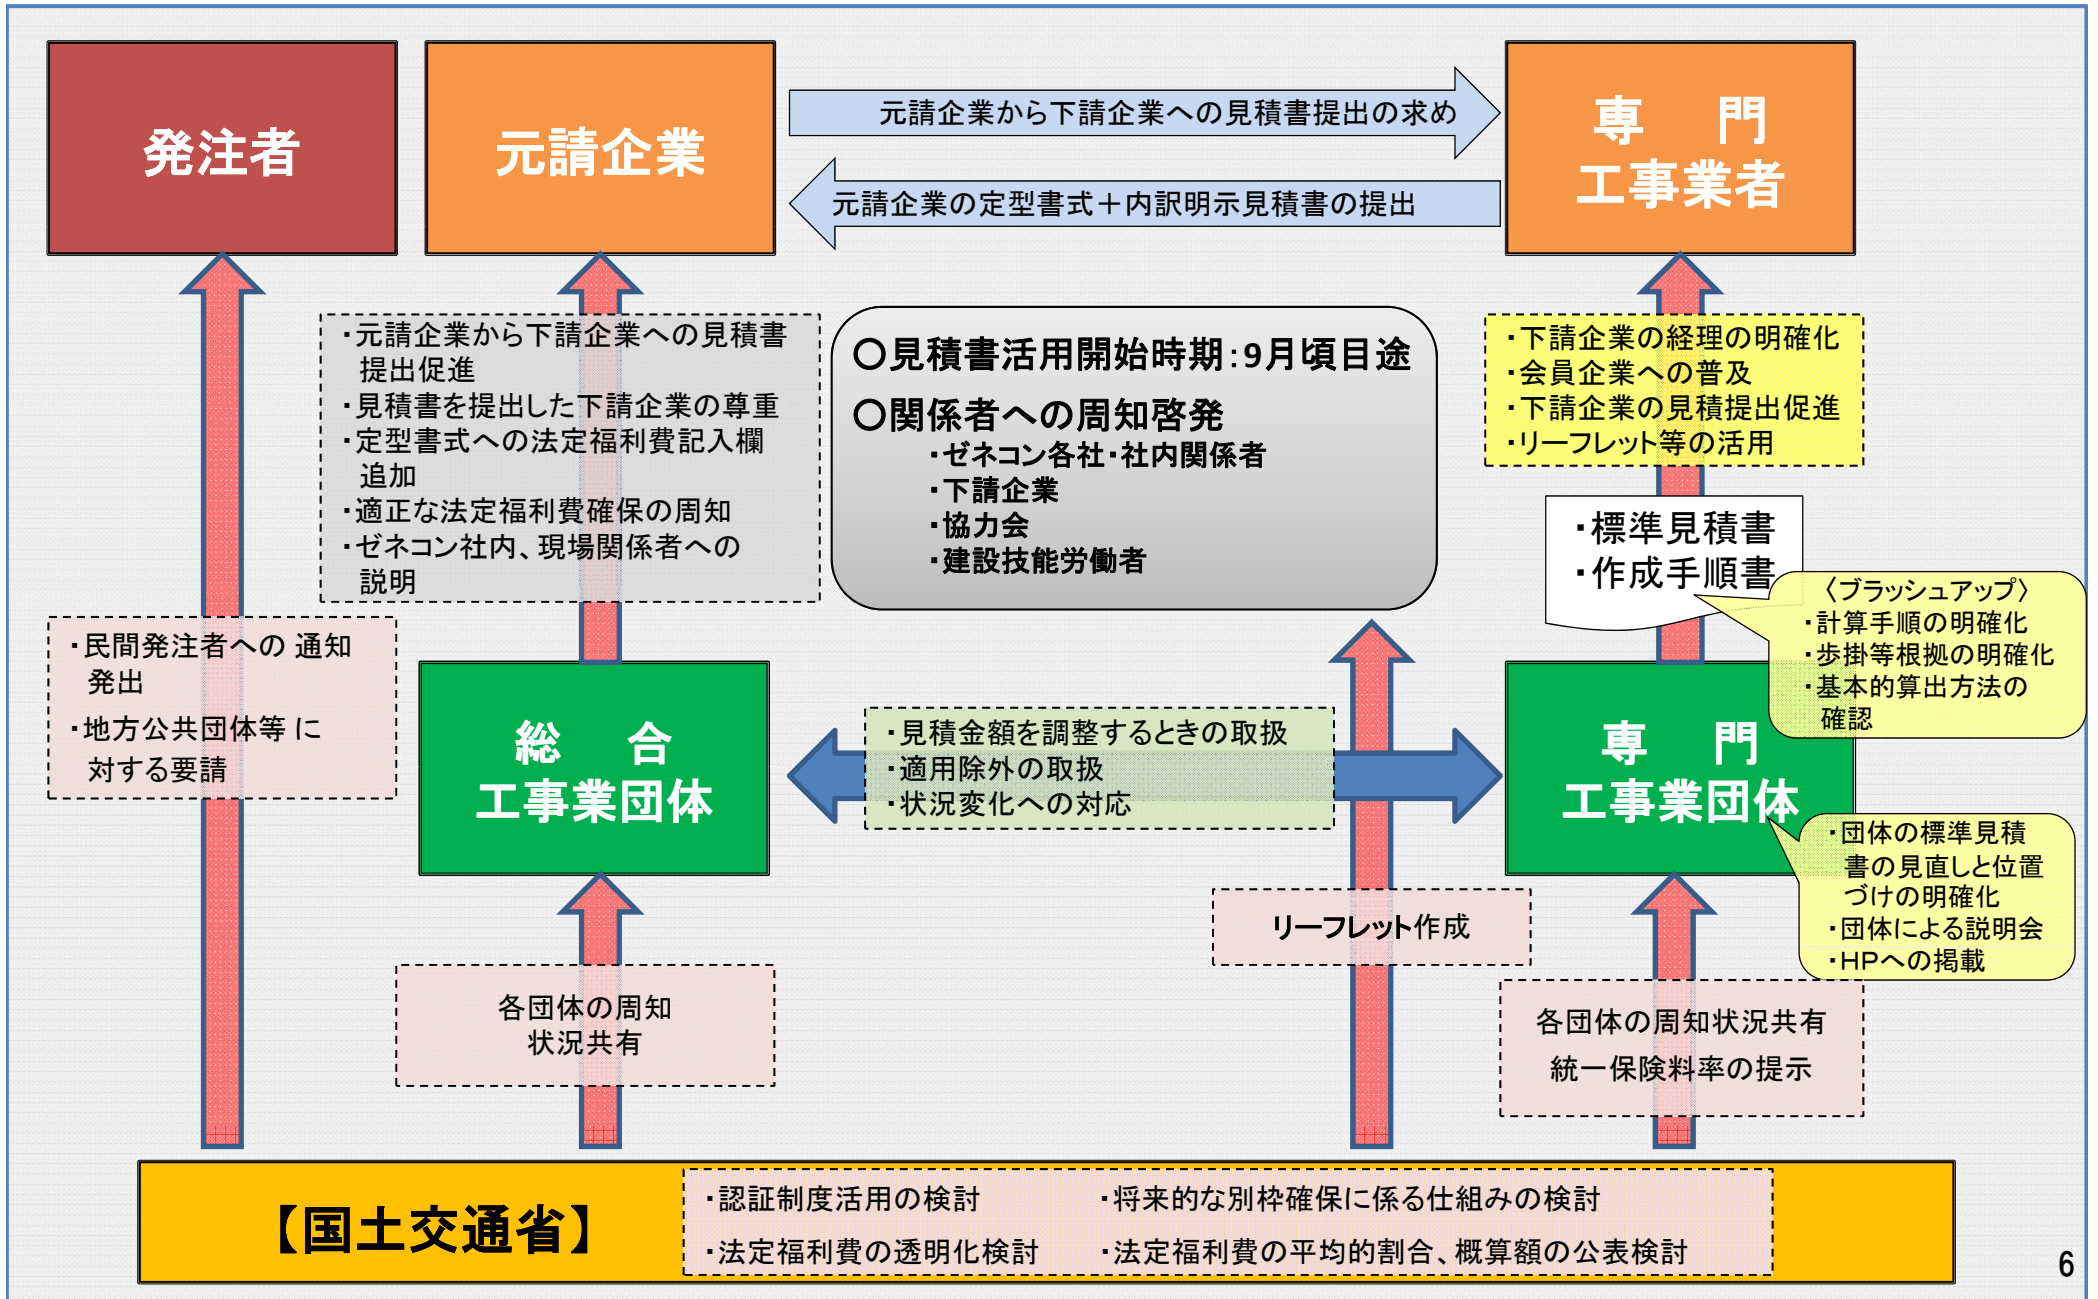 発注者
元請企業
元請企業から下請企業への見積書提出の求め
元請企業の定型書式＋内訳明示見積書の提出
専　門
工事業者
・元請企業から下請企業への見積書
提出促進
・見積書を提出した下請企業の尊重
・定型書式への法定福利費記入欄
追加
・適正な法定福利費確保の周知
・ゼネコン社内、現場関係者への
説明
〇見積書活用開始時期：9月頃目途
〇関係者への周知啓発
・ゼネコン各社・社内関係者
・下請企業
・協力会
・建設技能労働者
・下請企業の経理の明確化
・会員企業への普及
・下請企業の見積提出促進
・リーフレット等の活用
・標準見積書
・作成手順書
〈ブラッシュアップ〉
・計算手順の明確化
・歩掛等根拠の明確化
・基本的算出方法の
確認
・民間発注者への 通知
発出
・地方公共団体等 に
対する要請
総　合
工事業団体
・見積金額を調整するときの取扱
・適用除外の取扱
・状況変化への対応
専　門
工事業団体
・団体の標準見積
書の見直しと位置
づけの明確化
・団体による説明会
・HPへの掲載
リーフレット作成
各団体の周知
状況共有
各団体の周知状況共有
統一保険料率の提示
【国土交通省】
・認証制度活用の検討
・将来的な別枠確保に係る仕組みの検討
・法定福利費の透明化検討
・法定福利費の平均的割合、概算額の公表検討
6